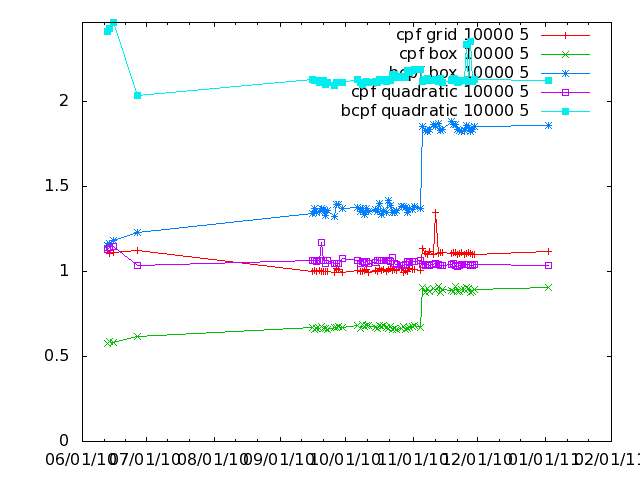 cpf grid 10000 5
cpf box 10000 5
bcpf box 10000 5
cpf quadratic 10000 5
bcpf quadratic 10000 5
2
1.5
1
0.5
0
06/01/10 07/01/10 08/01/10 09/01/10 10/01/10 11/01/10 12/01/10 01/01/11 02/01/11